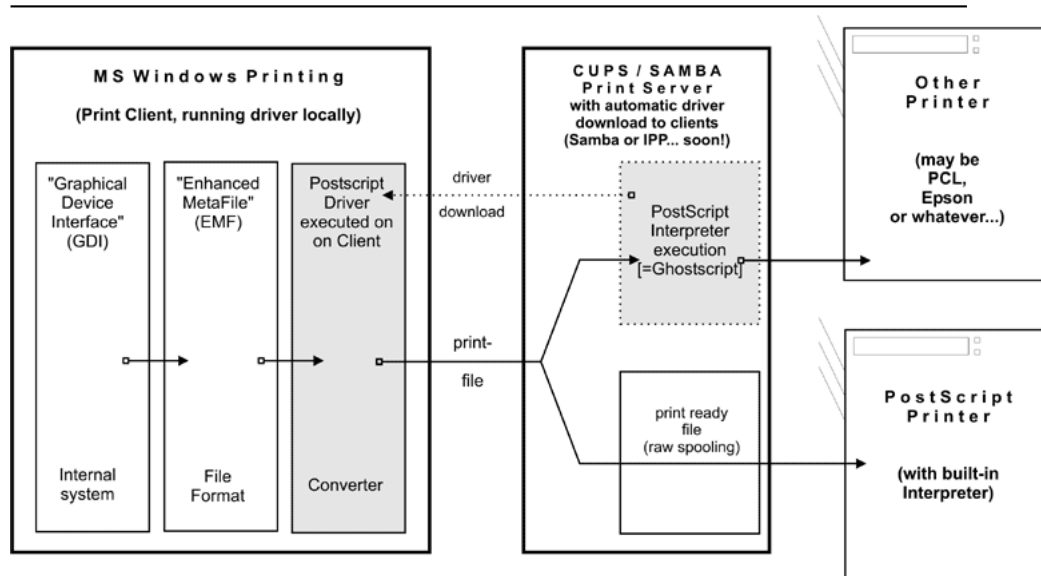 MS Windows Printing
(Print Client, running driver locally)
"Graphical
Device
Interface"
(GDI)
Internal
system
"Enhanced
MetaFile"
(EMF)
File
Format
Postscript
Driver
executed on
on Client
Converter
driver
download
print-
file
CUPS / SAMBA
Print Server
with automatic driver
download to clients
(Samba or IPP... soon!)
PostScript
Interpreter
execution
[=Ghostscript]
print ready
file
(raw spooling)
Other
Printer
(may be
PCL,
Epson
or whatever...)
PostScript
Printer
(with built-in
Interpreter)